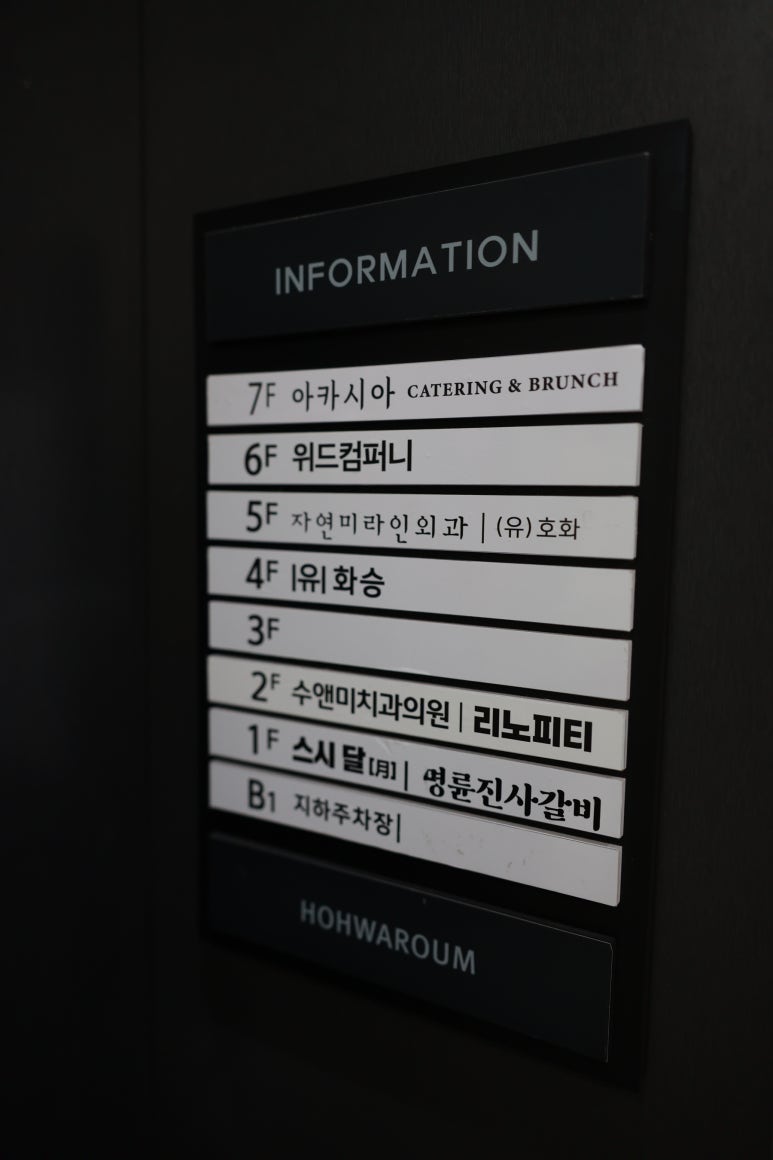 INFORMATION
7F 아카시아 CATERING & BRUNCH
6F 위드컴퍼니
5F 자연미라인외과 | (유)호화
4F |유| 화승
3F
2F 수앤미치과의원 | 리노피티
1F 스시 달[月] | 명륜진사갈비
B1 지하주차장|
HOHWAROUM